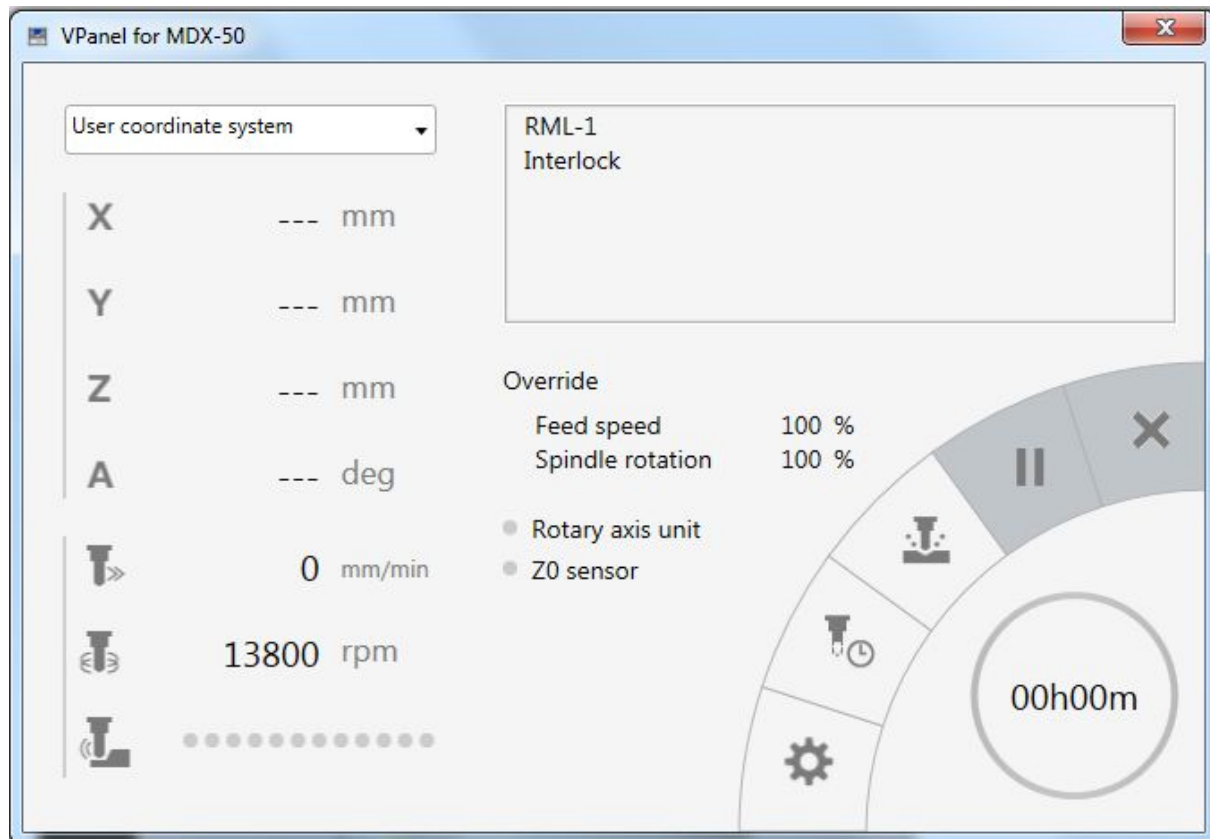 VPanel for MDX-50
User coordinate system
X --- mm
Y --- mm
Z --- mm
A --- deg
0 mm/min
13800 rpm
RML-1
Interlock
Override
Feed speed 100 %
Spindle rotation 100 %
Rotary axis unit
Z0 sensor
00h00m